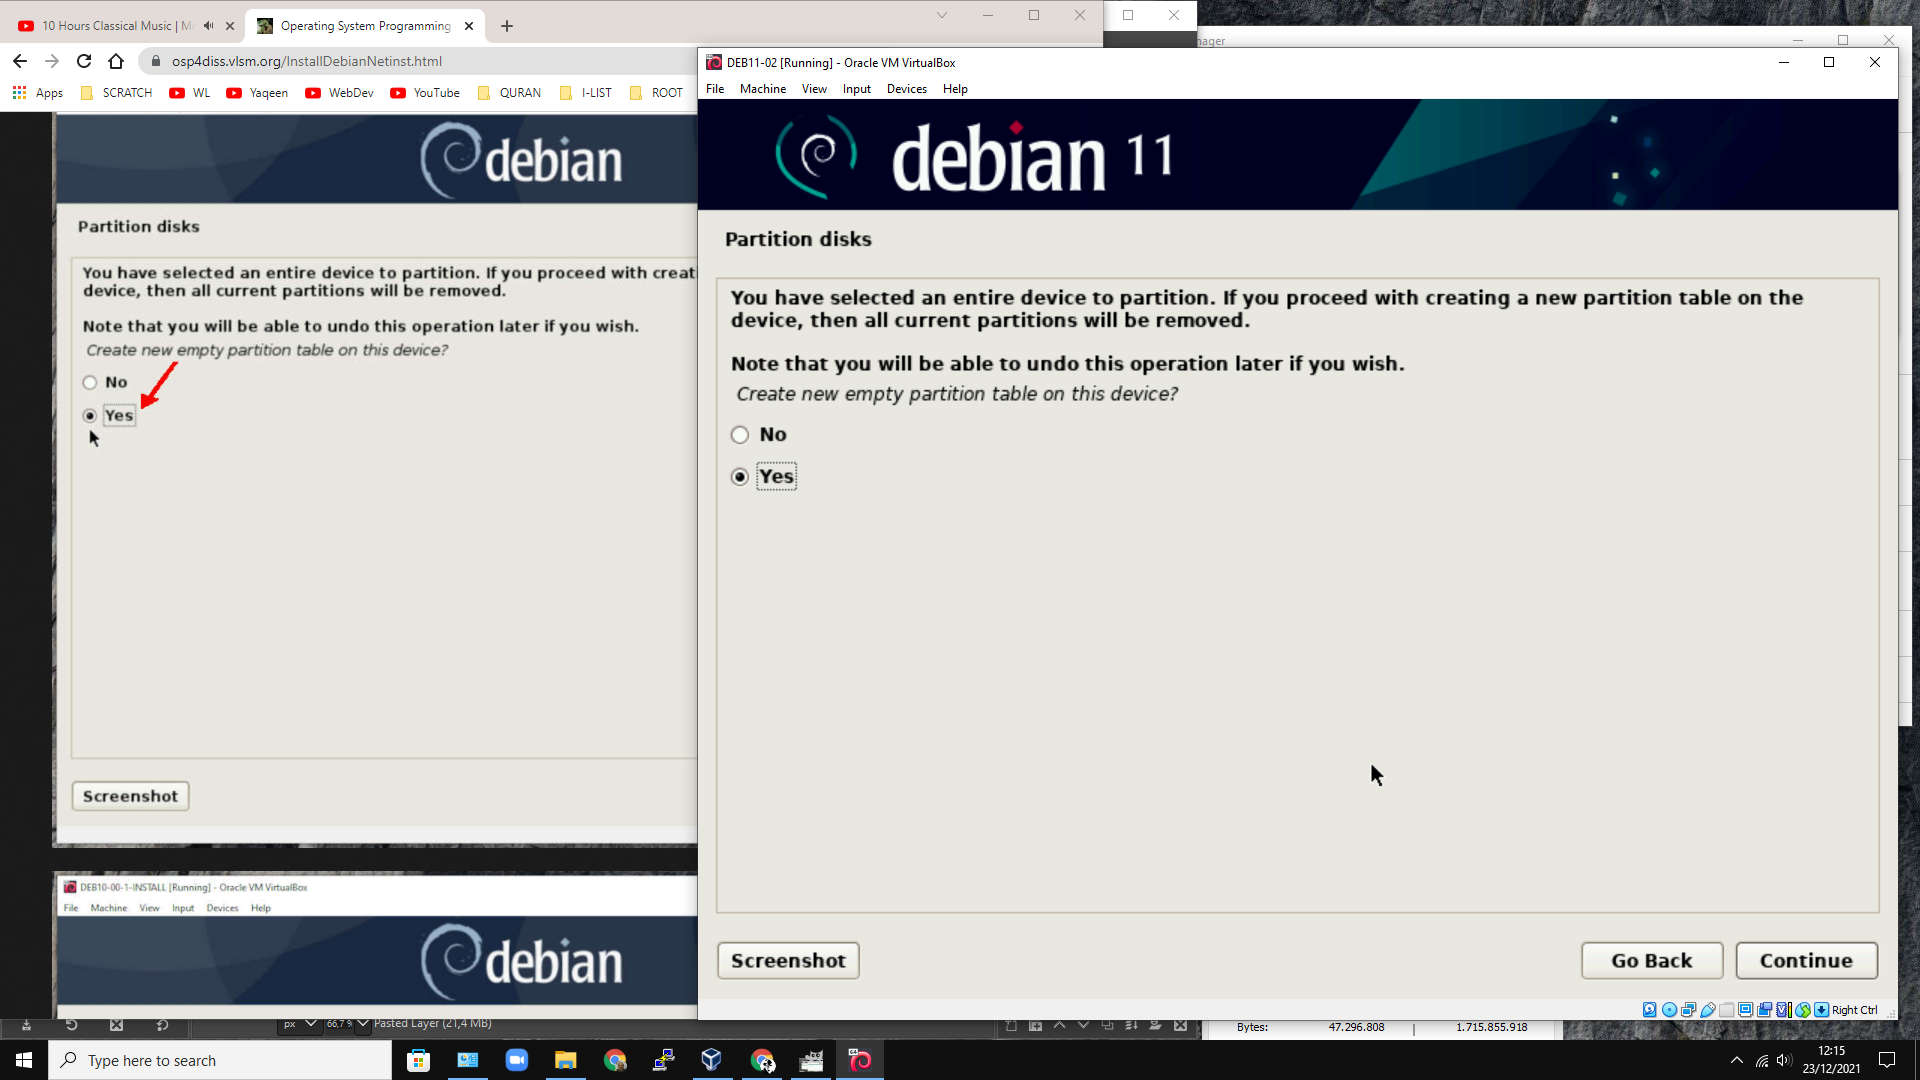 10 Hours Classical Music | M
Operating System Programming
osp4diss.vlsm.org/InstallDebianNetinst.html
Apps
SCRATCH
WL
Yaqeen
WebDev
YouTube
QURAN
I-LIST
ROOT
debian
Partition disks
You have selected an entire device to partition. If you proceed with creati
device, then all current partitions will be removed.
Note that you will be able to undo this operation later if you wish.
Create new empty partition table on this device?
No
Yes
Screenshot
DEB10-00-1-INSTALL [Running] - Oracle VM VirtualBox
File Machine View Input Devices Help
debian
px 66,7 Pasted Layer (21,4 MB)
nager
DEB11-02 [Running] - Oracle VM VirtualBox
File Machine View Input Devices Help
debian 11
Partition disks
You have selected an entire device to partition. If you proceed with creating a new partition table on the
device, then all current partitions will be removed.
Note that you will be able to undo this operation later if you wish.
Create new empty partition table on this device?
No
Yes
Screenshot
Go Back
Continue
Right Ctrl
Bytes: 47.296.808 | 1.715.855.918
Type here to search
12:15
23/12/2021